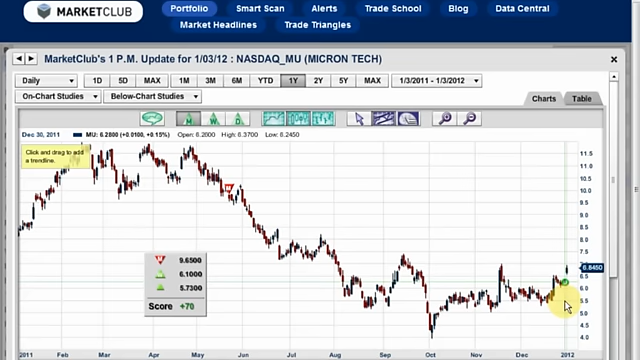 MARKETCLUB
Portfolio Smart Scan Alerts Trade School Blog Data Central
Market Headlines Trade Triangles
MarketClub's 1 P.M. Update for 1/03/12 : NASDAQ_MU (MICRON TECH)
Daily 1D 5D MAX 1M 3M 6M YTD 1Y 2Y 5Y MAX 1/3/2011 - 1/3/2012
On-Chart Studies Below-Chart Studies
Charts Table
M W D
Dec 30, 2011 MU: 6.2800 (+0.0100, +0.15%) Open: 6.2000 High: 6.3700 Low: 6.2450
Click and drag to add
a trendline.
11.5
11.0
10.5
10.0
9.5
9.0
8.5
8.0
7.5
7.0
6.8450
6.5
6.0
5.5
5.0
4.5
4.0
M
9.6500
6.1000
5.7300
Score +70
2011 Feb Mar Apr May Jun Jul Aug Sep Oct Nov Dec 2012